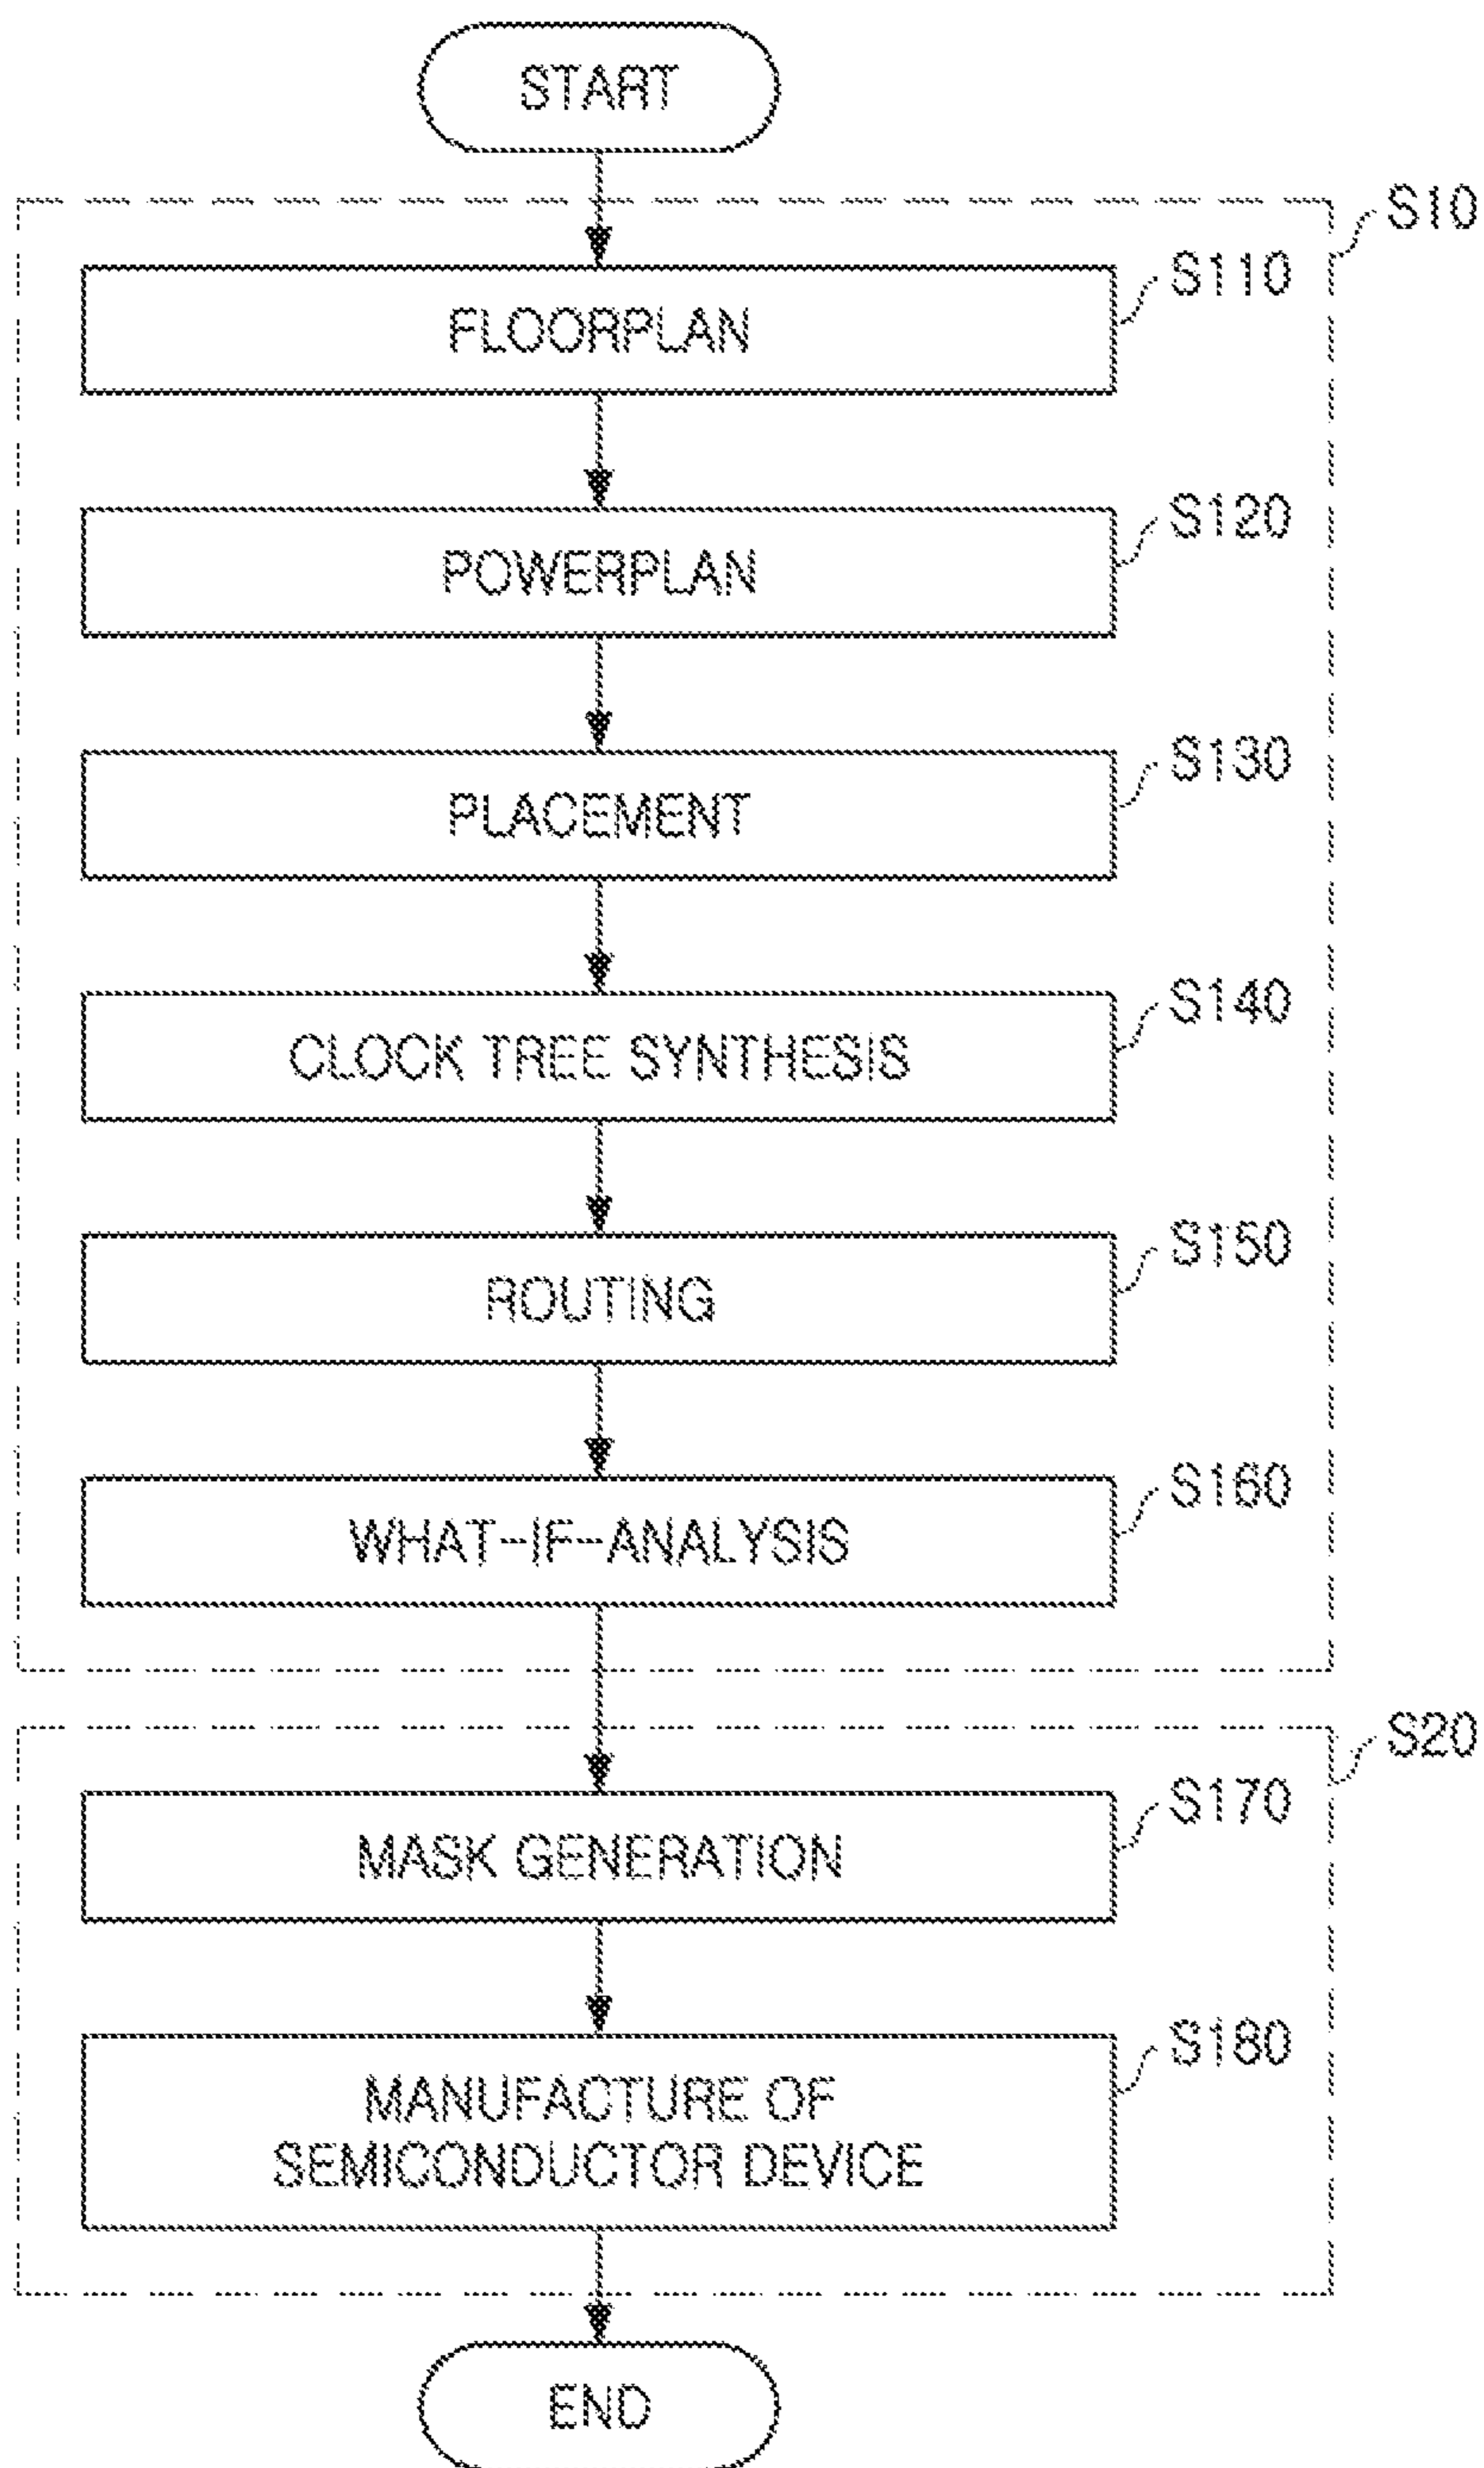 START
S10
S110
FLOORPLAN
S120
POWERPLAN
S130
PLACEMENT
S140
CLOCK TREE SYNTHESIS
S150
ROUTING
S160
WHAT-IF-ANALYSIS
S20
S170
MASK GENERATION
S180
MANUFACTURE OF
SEMICONDUCTOR DEVICE
END